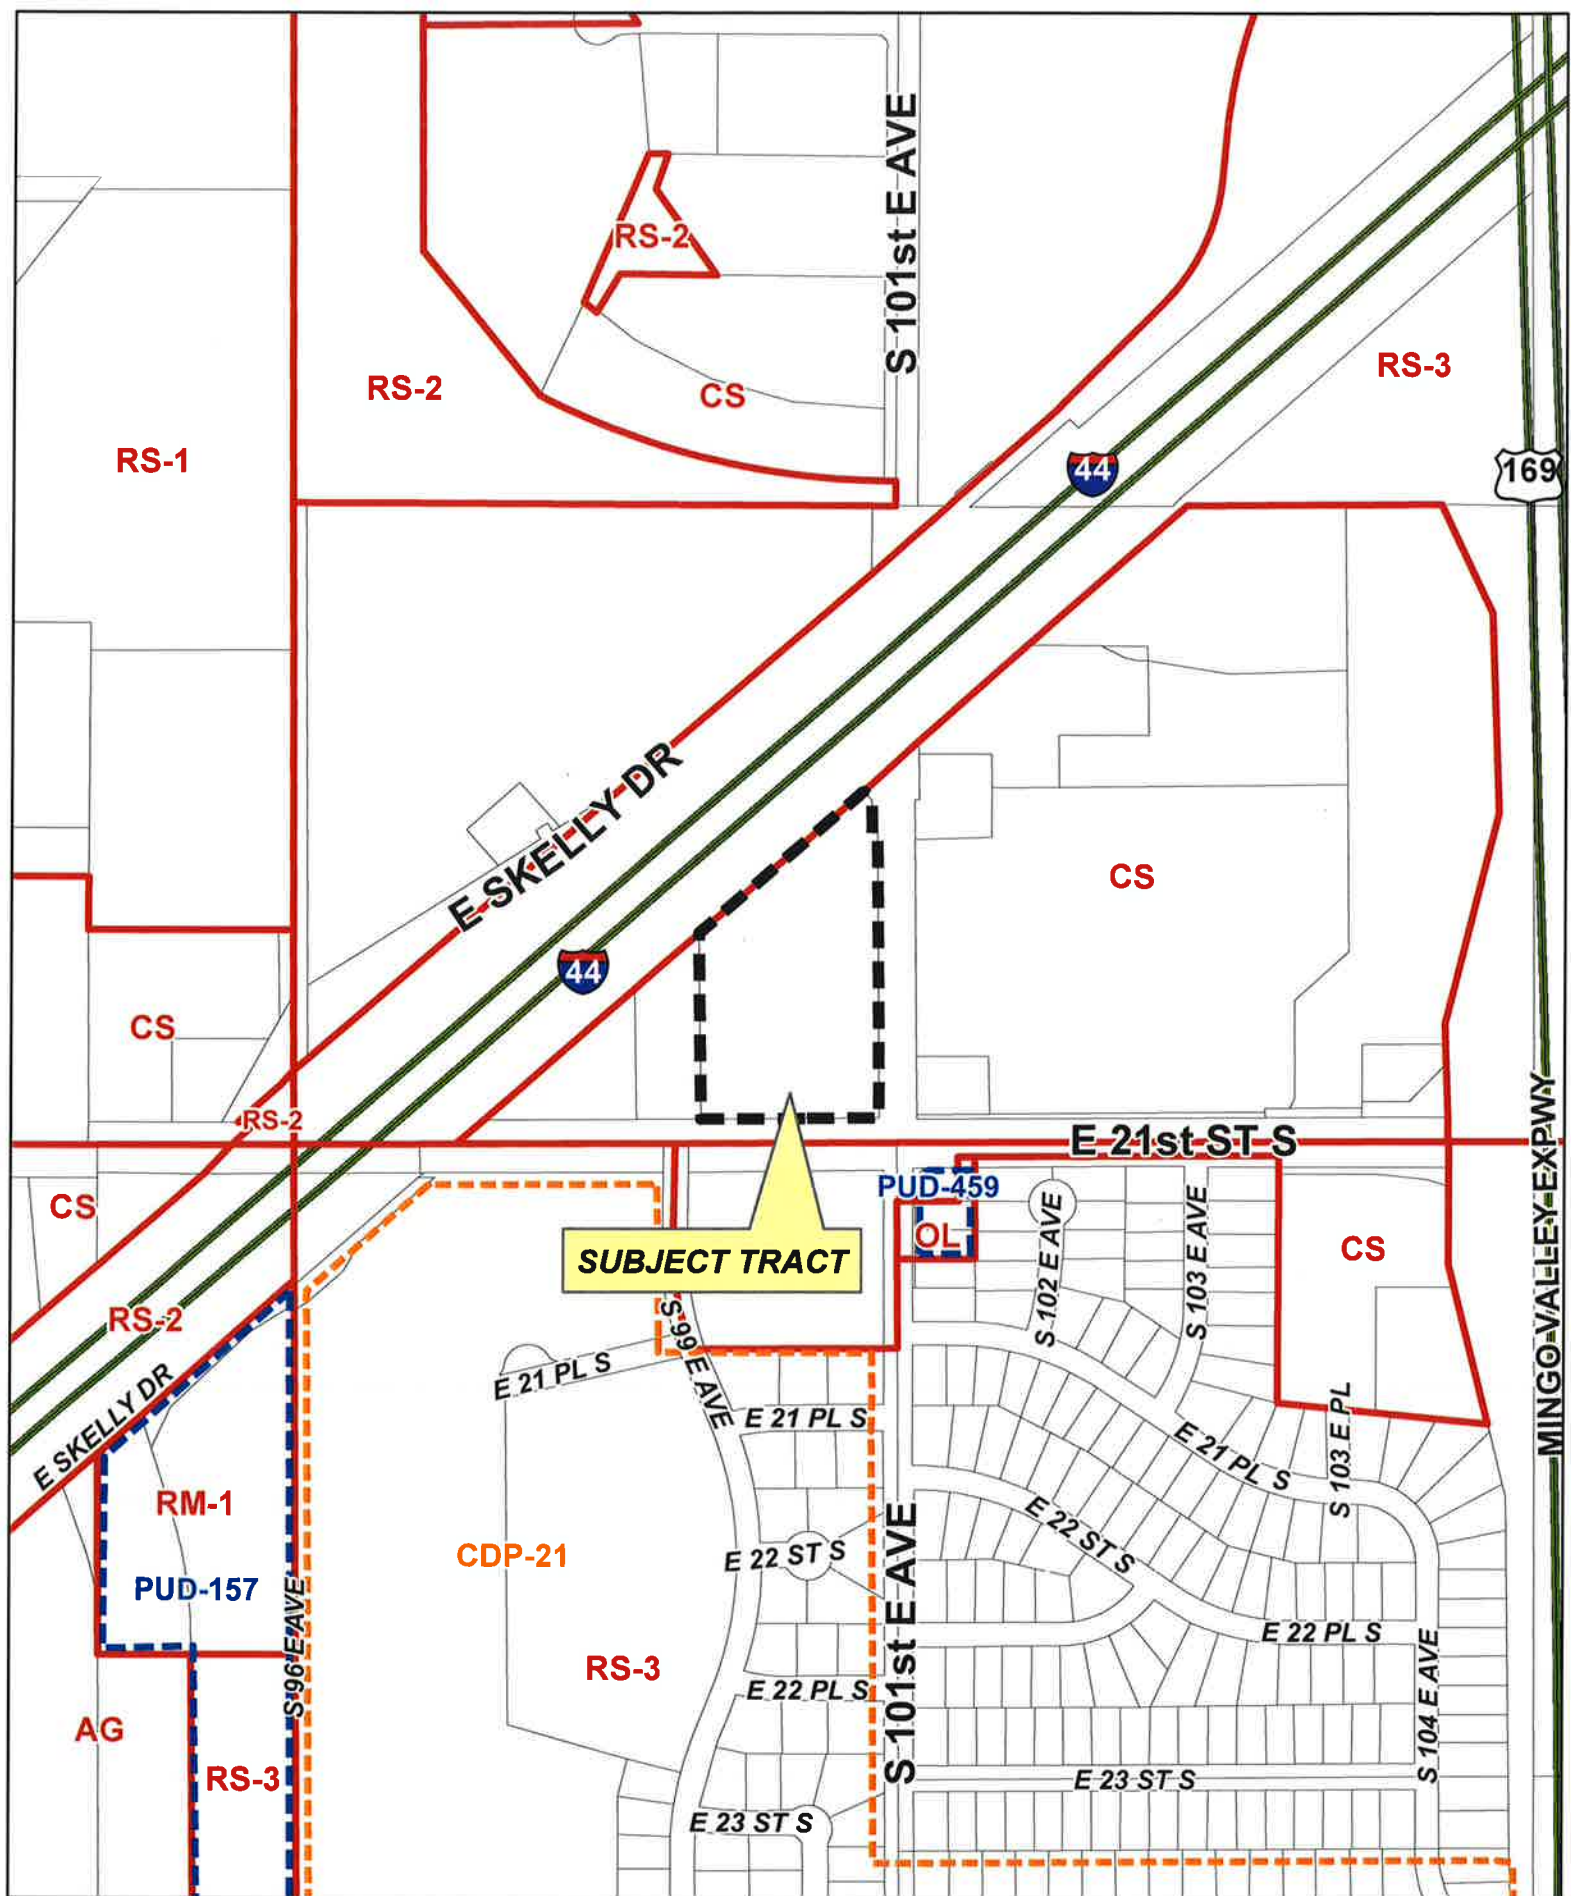 S 101st E AVE
RS-2
RS-3
RS-2
CS
RS-1
44
169
E SKELLY DR
CS
44
CS
RS-2
E 21st ST S
MINGO VALLEY EXPWY
PUD-459
CS
OL
CS
SUBJECT TRACT
S 102 E AVE
S 103 E AVE
RS-2
S 99 E AVE
E 21 PL S
E 21 PL S
E SKELLY DR
S 103 E PL
E 21 PL S
RM-1
E 22 ST S
CDP-21
E 22 ST S
PUD-157
S 96 E AVE
S 101st E AVE
E 22 PL S
RS-3
E 22 PL S
S 104 E AVE
AG
RS-3
E 23 ST S
E 23 ST S